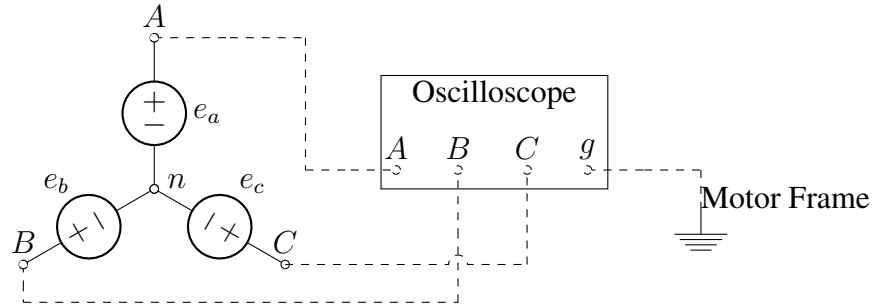 A
+
−
e_a
Oscilloscope
A B C g
e_b n e_c
+ −
− +
Motor Frame
B C